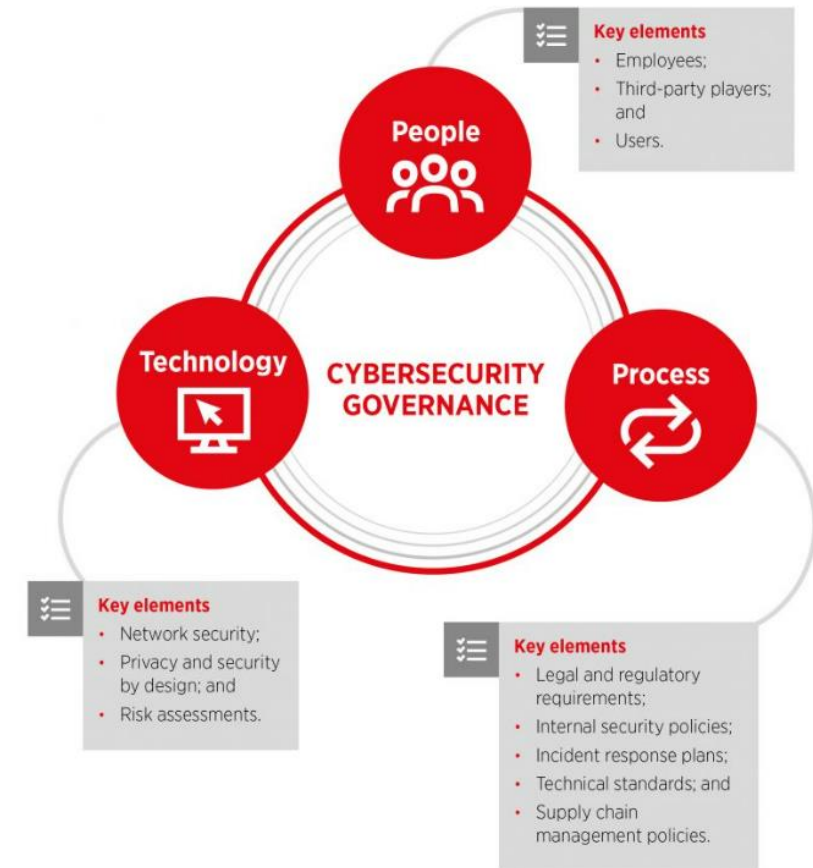 Key elements
• Employees;
• Third-party players;
and
• Users.
People
Technology
CYBERSECURITY
GOVERNANCE
Process
Key elements
• Network security;
• Privacy and security
by design; and
• Risk assessments.
Key elements
• Legal and regulatory
requirements;
• Internal security policies;
• Incident response plans;
• Technical standards; and
• Supply chain
management policies.